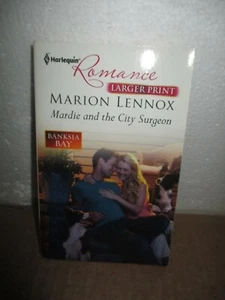 Harlequin
Romance
LARGER PRINT
MARION LENNOX
Mardie and the City Surgeon
BANKSIA
BAY